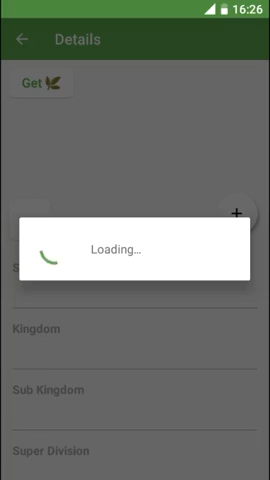 16:26
Details
Get
+
Loading...
S
Kingdom
Sub Kingdom
Super Division